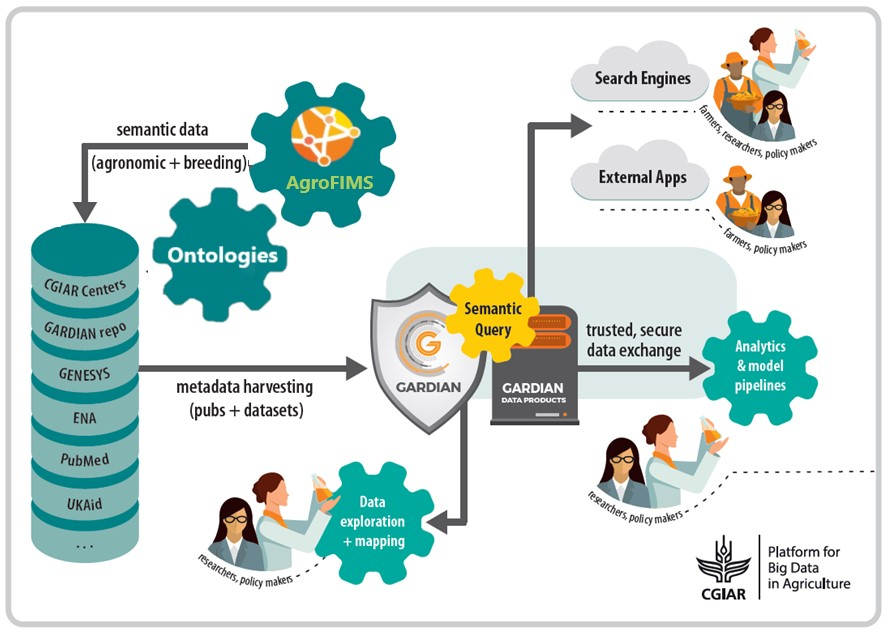 semantic data
(agronomic + breeding)
AgroFIMS
Ontologies
CGIAR Centers
GARDIAN repo
GENESYS
ENA
PubMed
UKAid
...
metadata harvesting
(pubs + datasets)
G
GARDIAN
Semantic
Query
GARDIAN
DATA PRODUCTS
Search Engines
farmers, researchers, policy makers
External Apps
farmers, policy makers
trusted, secure
data exchange
Analytics
& model
pipelines
researchers, policy makers
Data
exploration
+ mapping
researchers, policy makers
CGIAR
Platform for
Big Data
in Agriculture